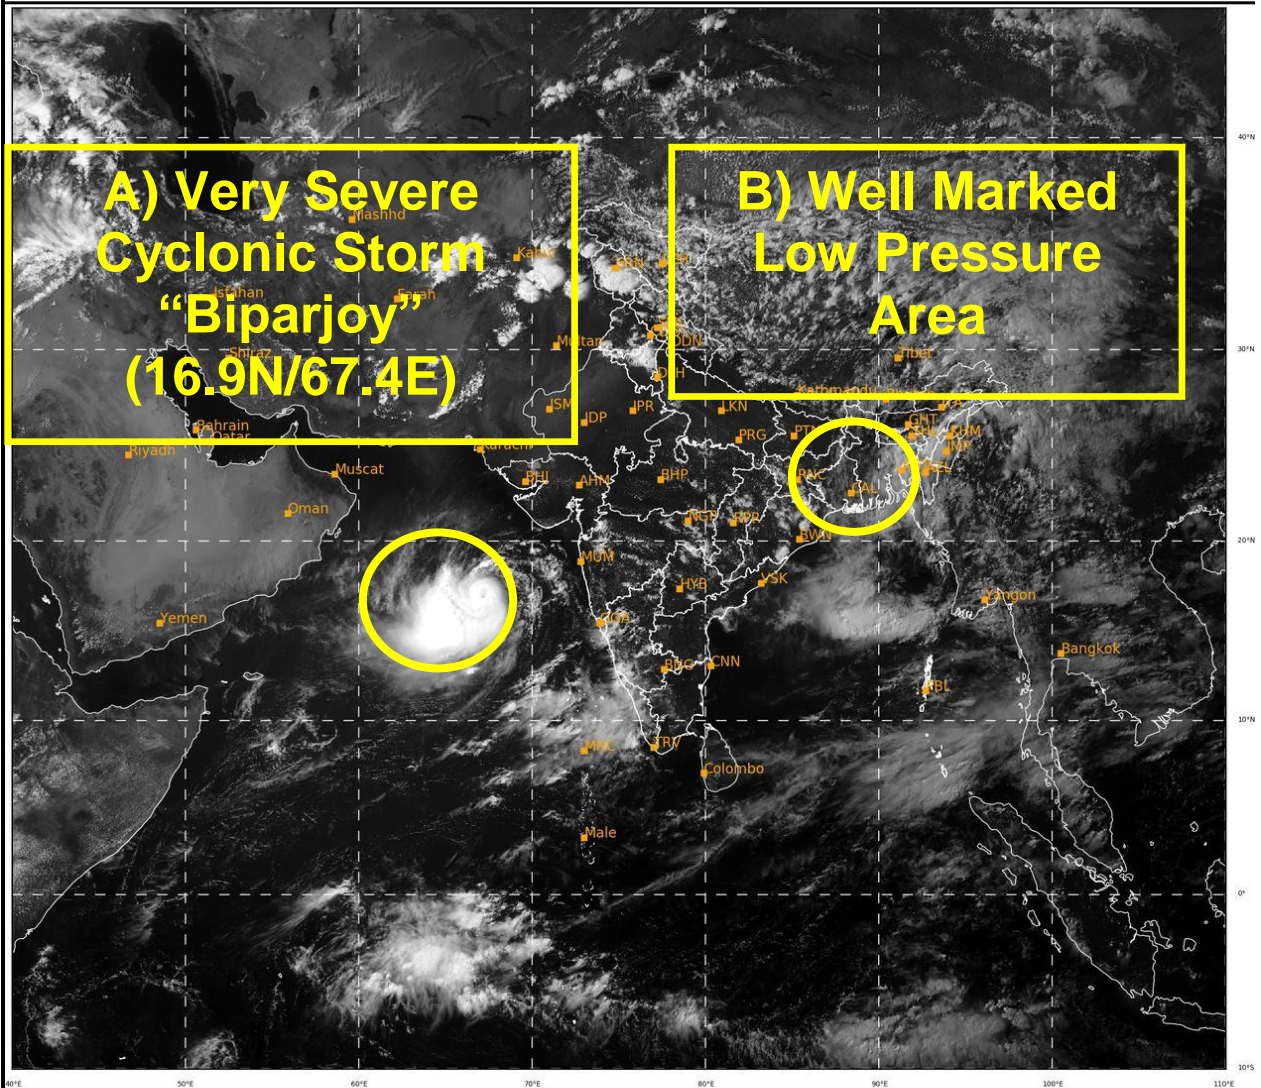 A) Very Severe
Cyclonic Storm
“Biparjoy”
(16.9N/67.4E)
B) Well Marked
Low Pressure
Area
40°N
Mashhd
SRN
Isfahan
Farah
Shiraz
Multan
DDN
30°N
Tibet
Kathmandu
JSM
JDP
JPR
LKN
GHT
Bahrain
Qatar
PRG
KHM
IMP
Riyadh
Karachi
Muscat
BHJ
AHM
BHP
RNC
CAL
Oman
NGP
RPR
BWN
20°N
MUM
HYB
VSK
Yangon
Yemen
GOA
Bangkok
BNG
CNN
PBL
10°N
MNC
TRV
Colombo
Male
0°
10°S
40°E
50°E
60°E
70°E
80°E
90°E
100°E
110°E